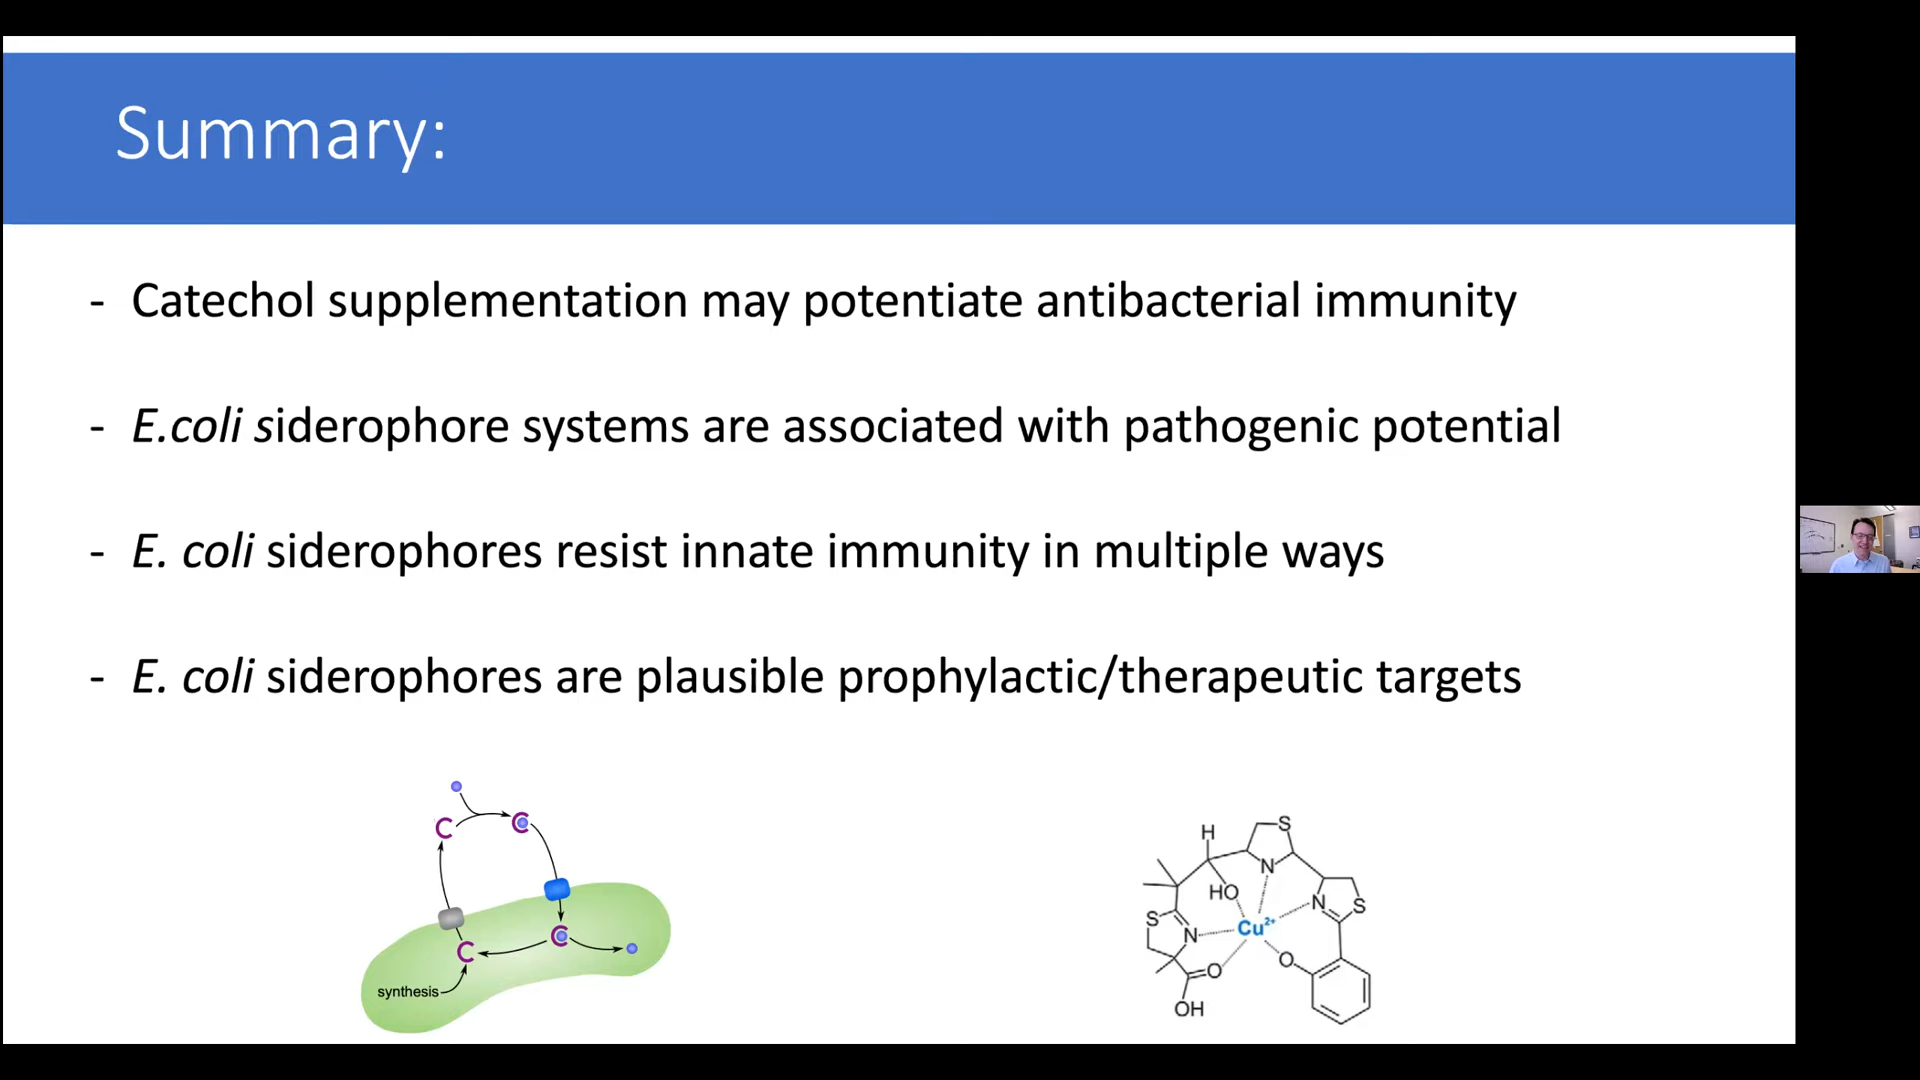 Summary:
- Catechol supplementation may potentiate antibacterial immunity
- E.coli siderophore systems are associated with pathogenic potential
- E. coli siderophores resist innate immunity in multiple ways
- E. coli siderophores are plausible prophylactic/therapeutic targets
C
C
C
C
synthesis
H
S
N
HO
N
S
S
N
Cu2+
O
O
OH